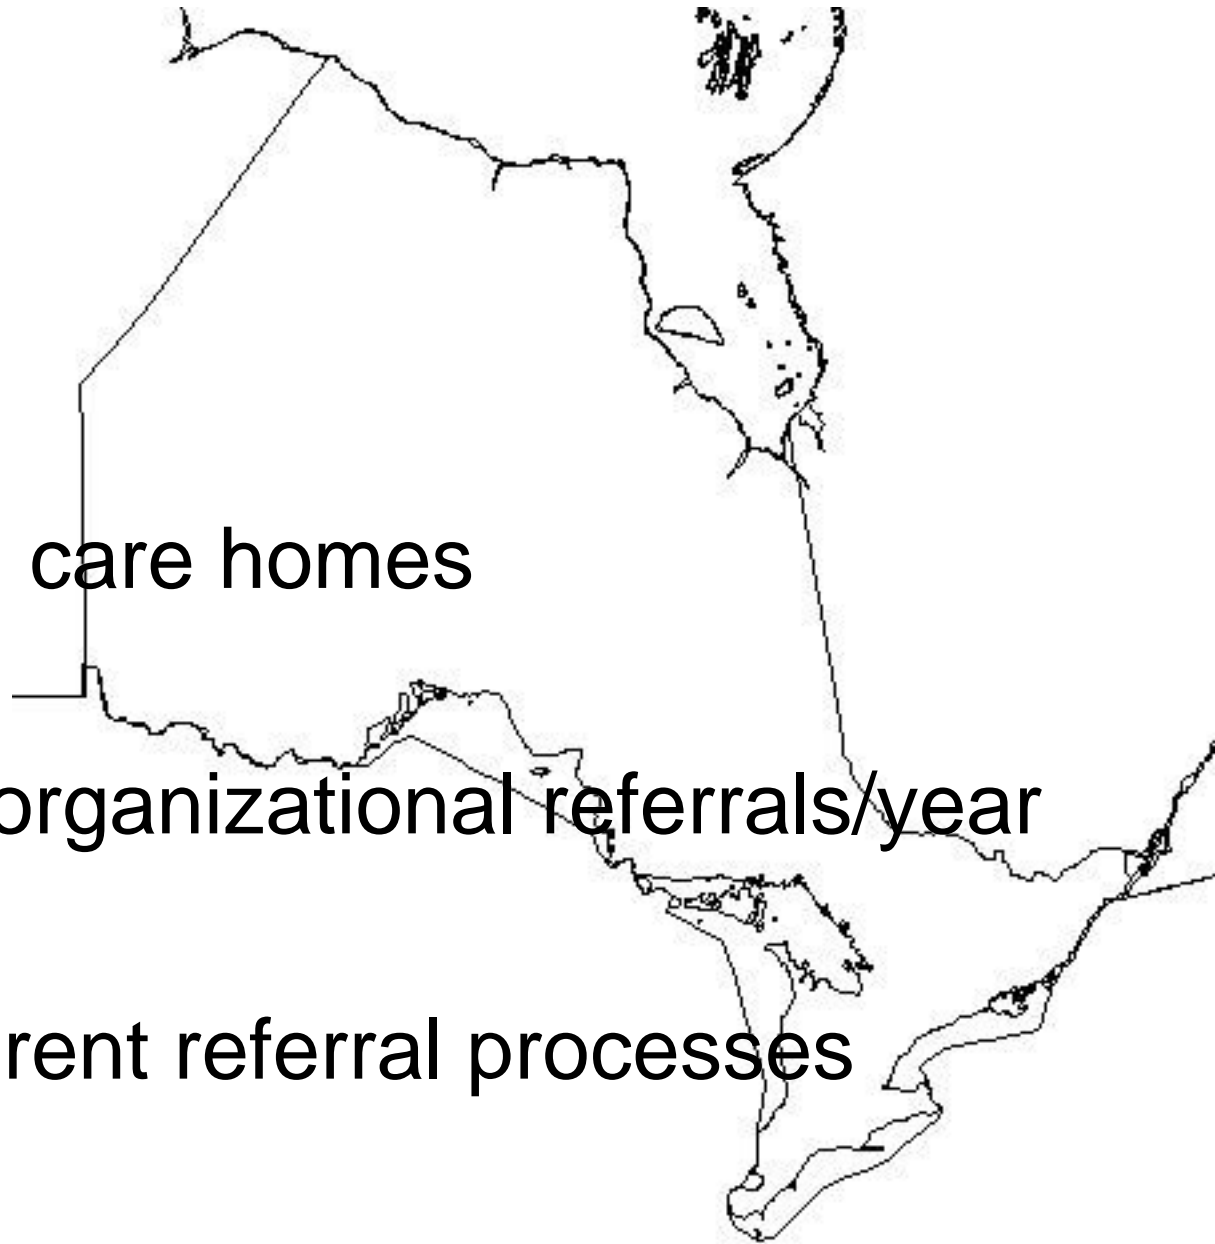 care homes
organizational referrals/year
rent referral processes